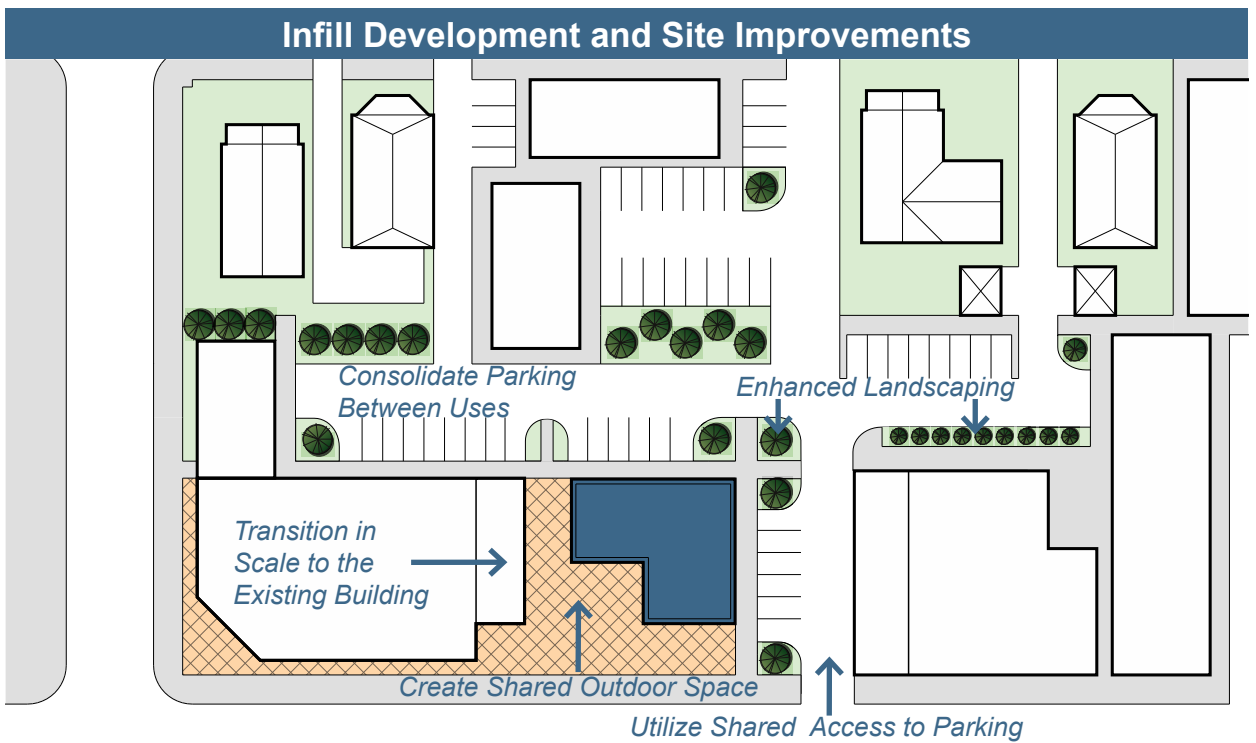 Infill Development and Site Improvements
Consolidate Parking
Between Uses
Enhanced Landscaping
Transition in
Scale to the
Existing Building
Create Shared Outdoor Space
Utilize Shared Access to Parking